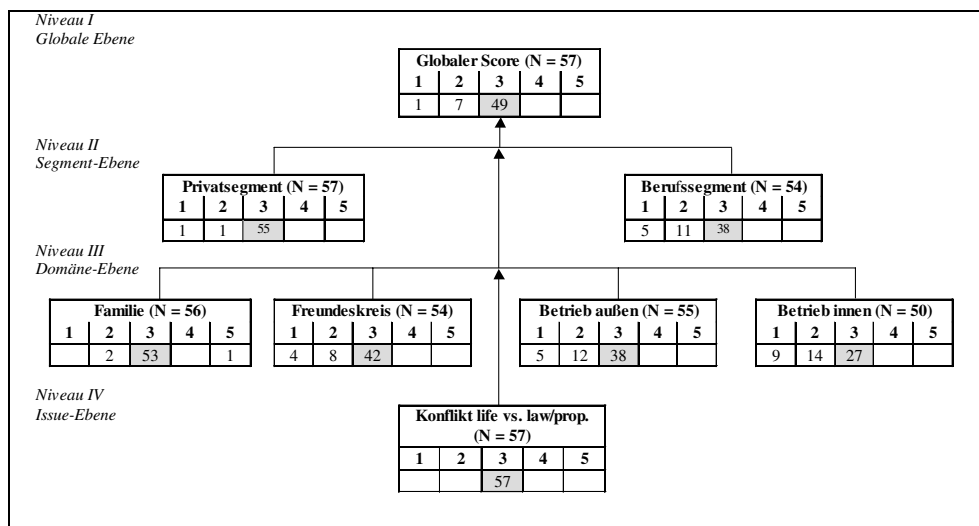 Niveau I
Globale Ebene
Globaler Score (N = 57)
1 2 3 4 5
1 7 49
Niveau II
Segment-Ebene
Privatsegment (N = 57)
1 2 3 4 5
1 1 55
Berufssegment (N = 54)
1 2 3 4 5
5 11 38
Niveau III
Domäne-Ebene
Familie (N = 56)
1 2 3 4 5
2 53 1
Freundeskreis (N = 54)
1 2 3 4 5
4 8 42
Betrieb außen (N = 55)
1 2 3 4 5
5 12 38
Betrieb innen (N = 50)
1 2 3 4 5
9 14 27
Niveau IV
Issue-Ebene
Konflikt life vs. law/prop.
(N = 57)
1 2 3 4 5
57